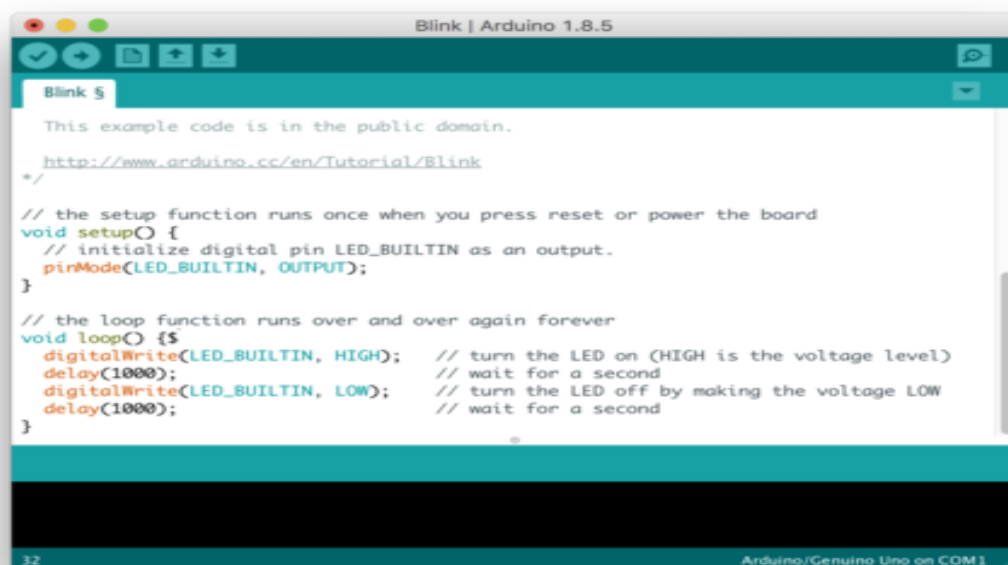 Blink | Arduino 1.8.5
Blink §
This example code is in the public domain.
http://www.arduino.cc/en/Tutorial/Blink
*/
// the setup function runs once when you press reset or power the board
void setup() {
// initialize digital pin LED_BUILTIN as an output.
pinMode(LED_BUILTIN, OUTPUT);
}
// the loop function runs over and over again forever
void loop() {$
digitalWrite(LED_BUILTIN, HIGH); // turn the LED on (HIGH is the voltage level)
delay(1000); // wait for a second
digitalWrite(LED_BUILTIN, LOW); // turn the LED off by making the voltage LOW
delay(1000); // wait for a second
}
32 Arduino/Genuino Uno on COM1